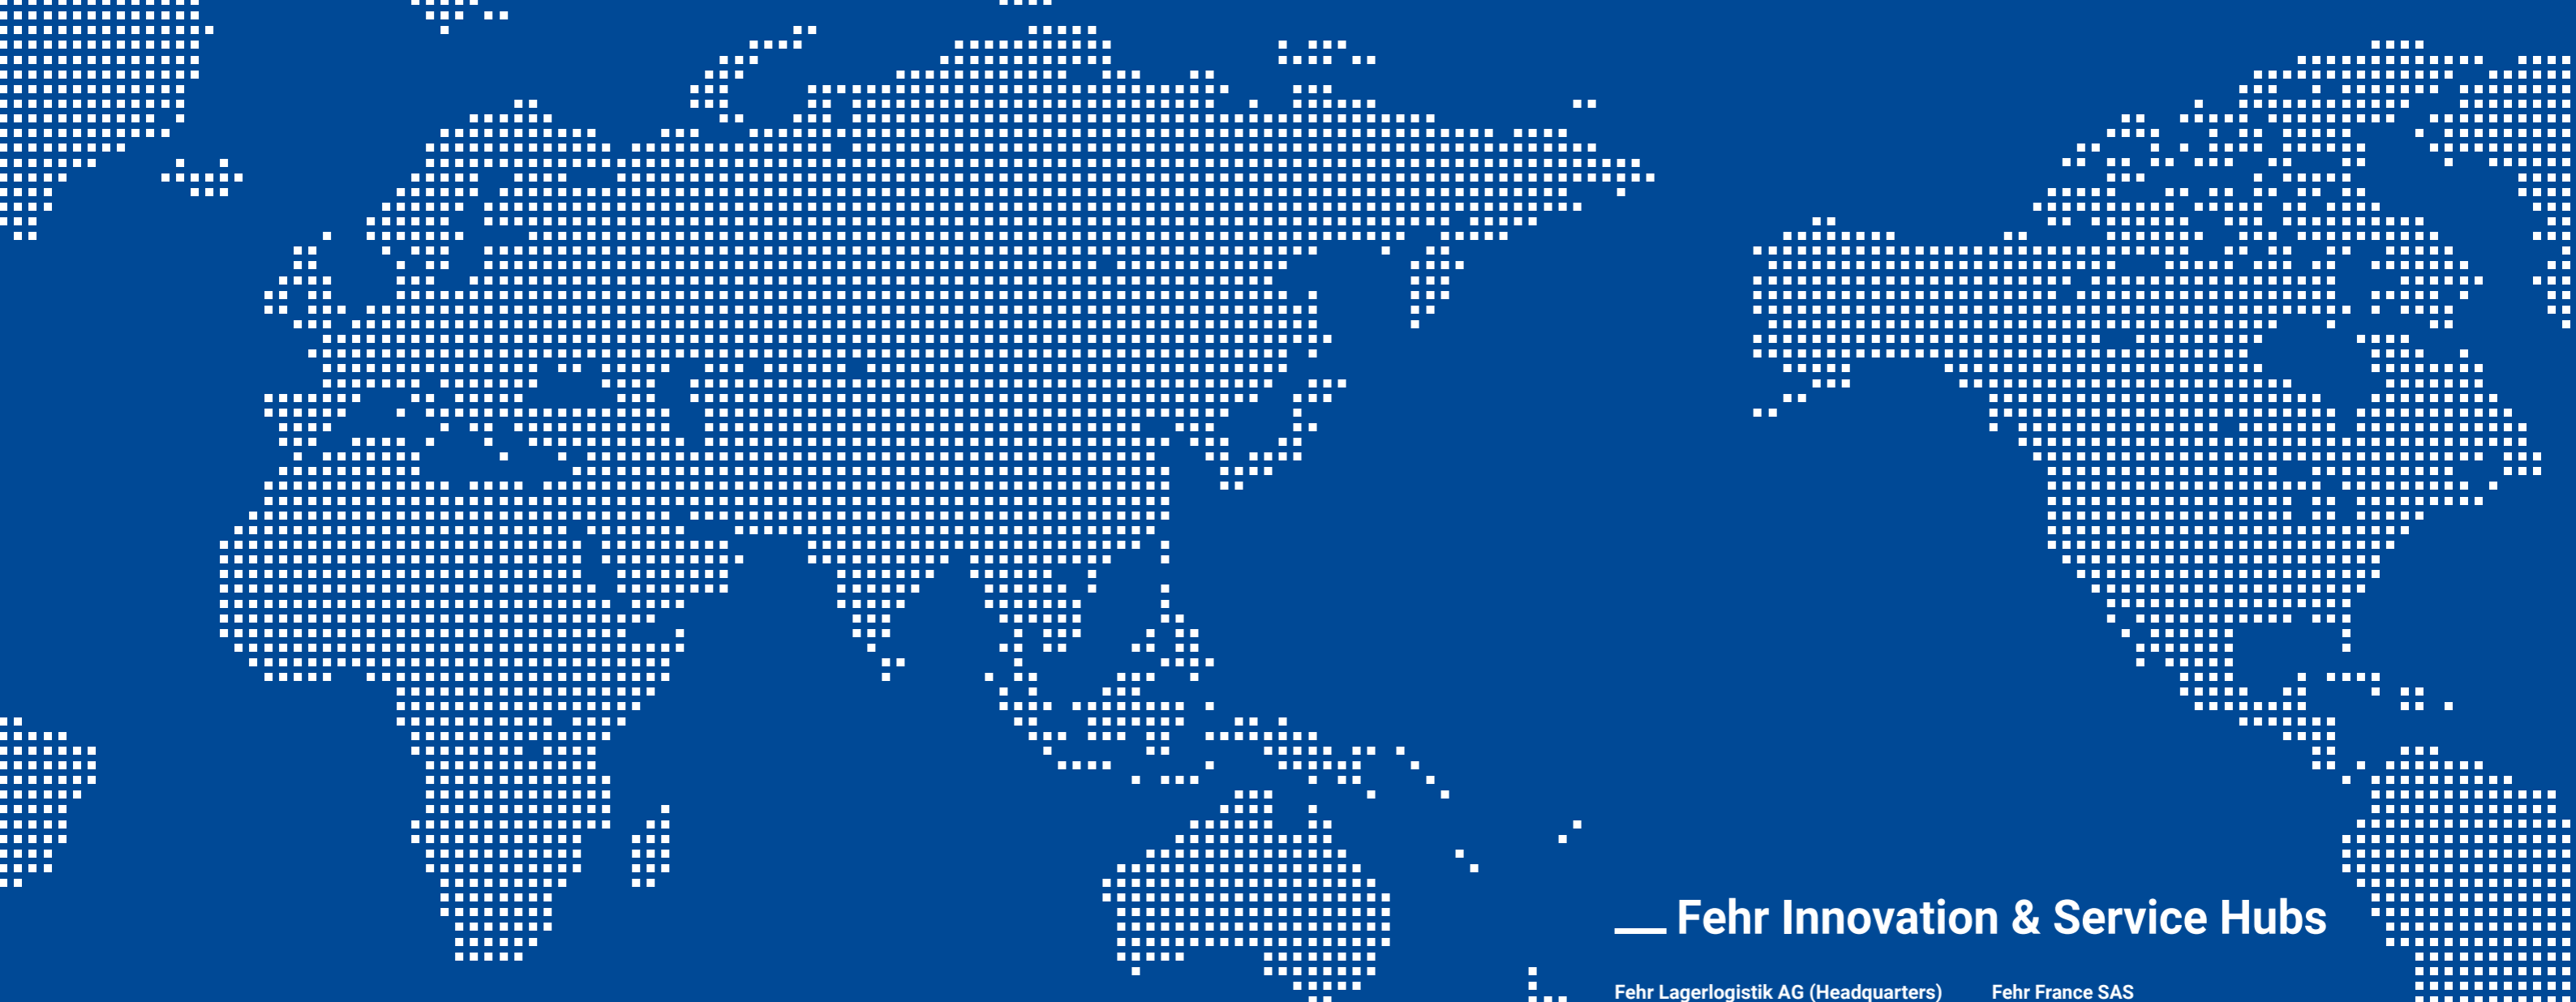 Fehr Innovation & Service Hubs
Fehr Lagerlogistik AG (Headquarters) Fehr France SAS